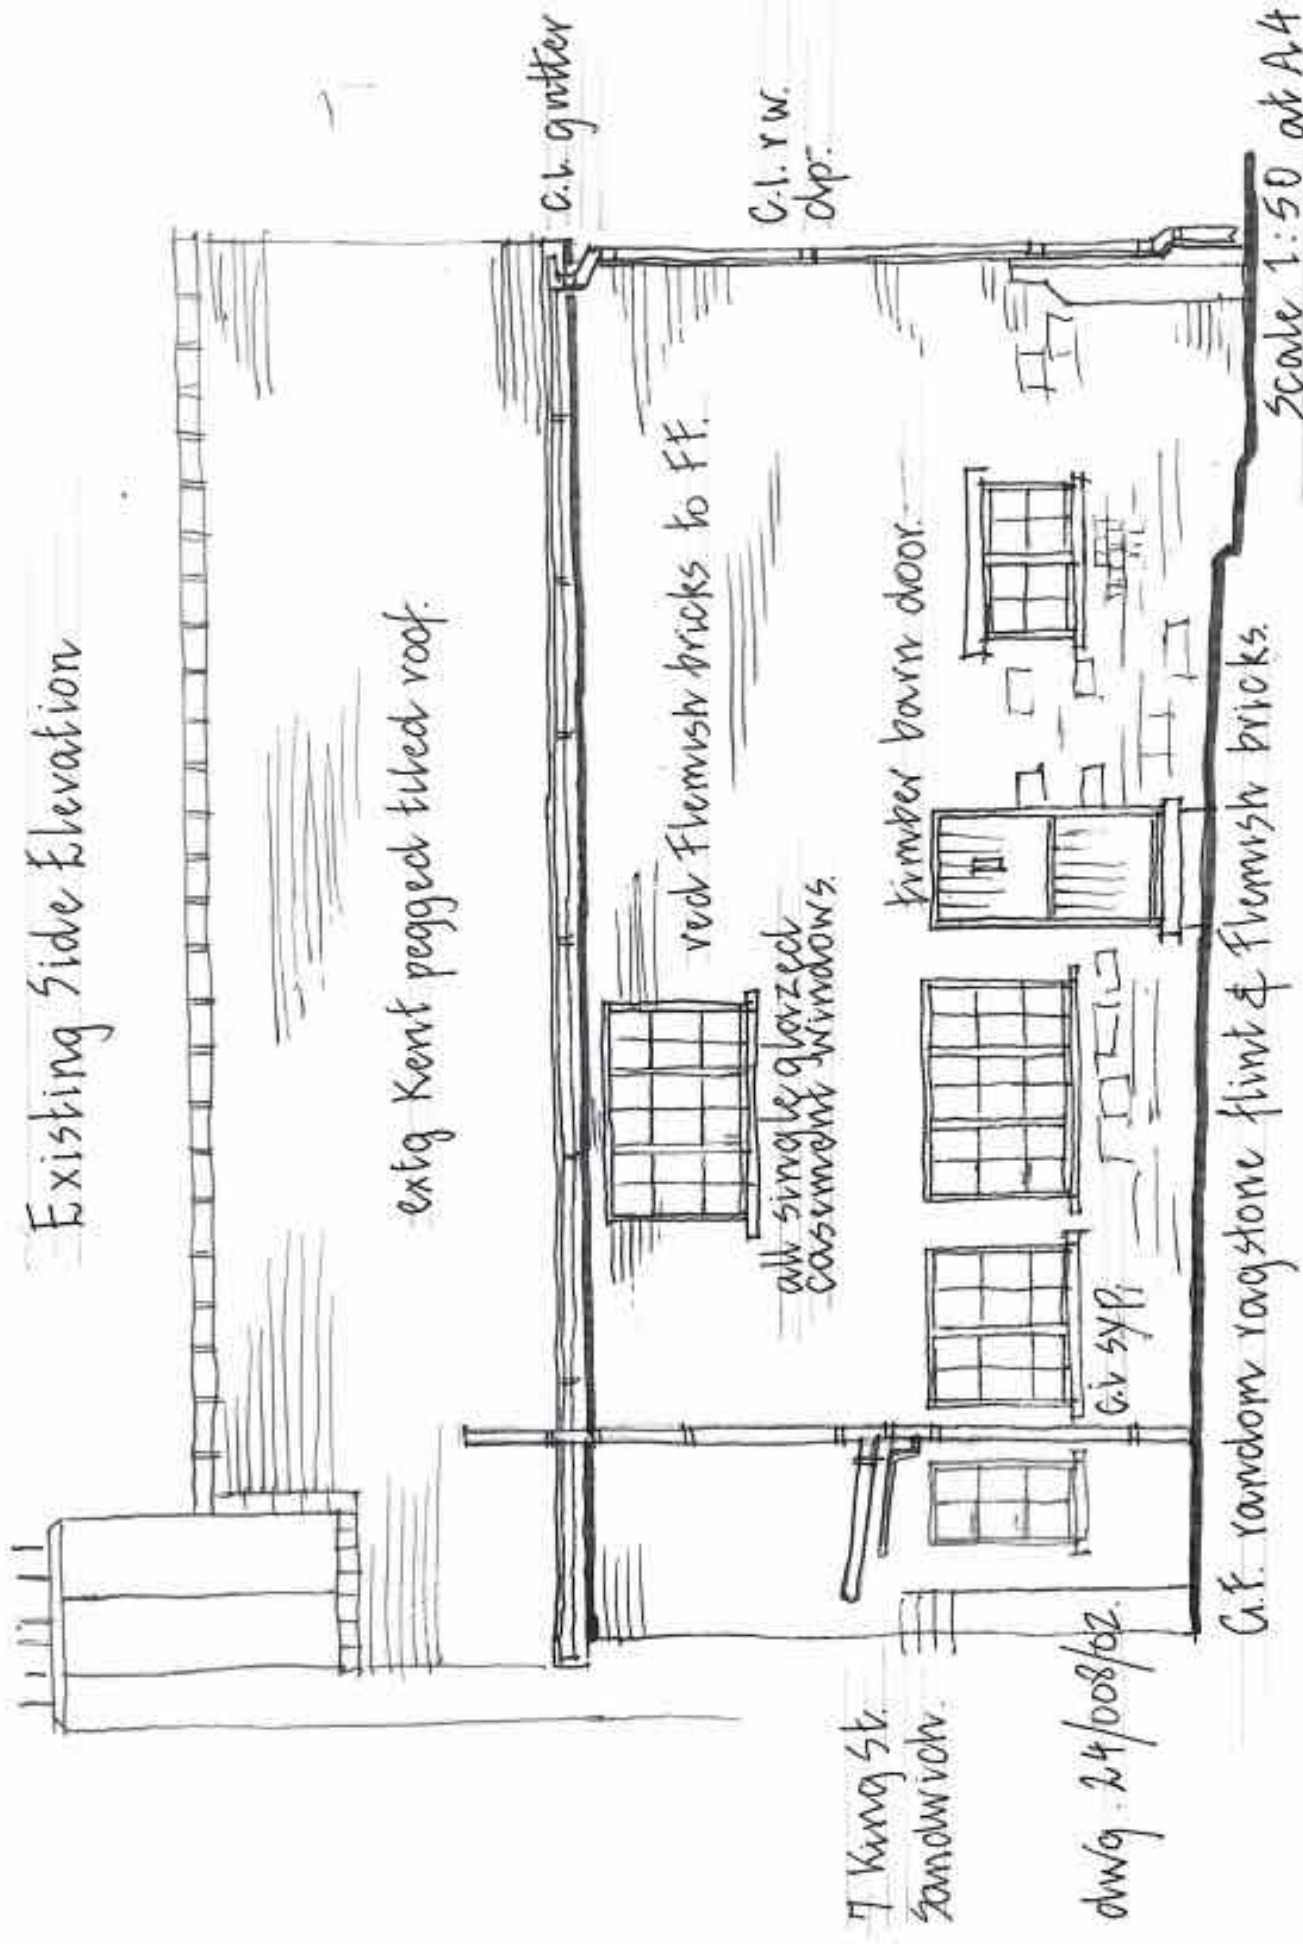 Existing Side Elevation
extg Kent pegged tiled roof.
C.I. gutter
red Flemish bricks to FF.
C.I. r w.
dp.
all single glazed
casement windows.
timber barn door.
C.I. SVP.
7 King St.
Sandwich.
dwg. 24/008/02.
G.F. random ragstone flint & Flemish bricks.
Scale 1:50 at A4